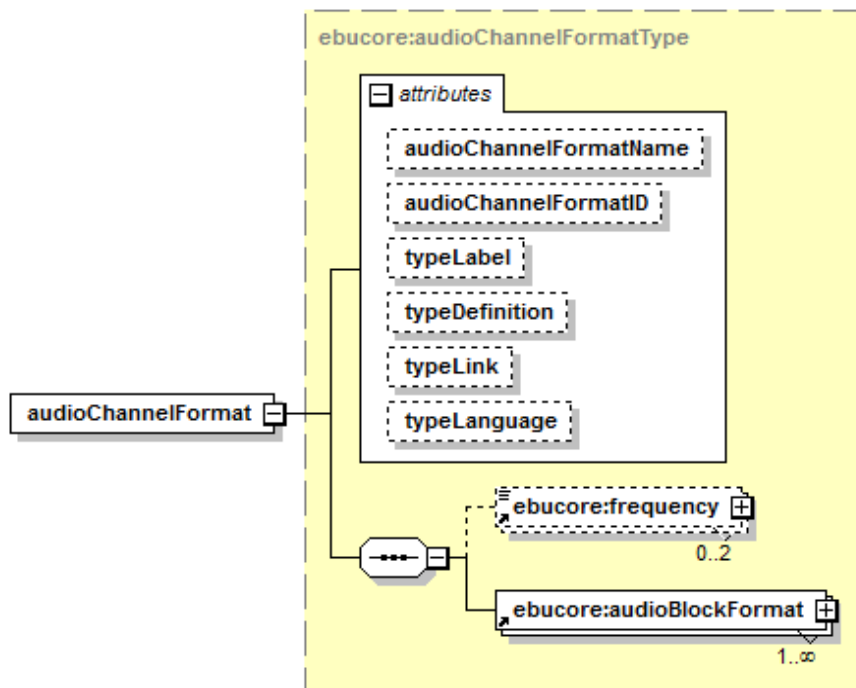 ebucore:audioChannelFormatType
attributes
audioChannelFormatName
audioChannelFormatID
typeLabel
typeDefinition
typeLink
typeLanguage
audioChannelFormat
ebucore:frequency
0..2
ebucore:audioBlockFormat
1..∞